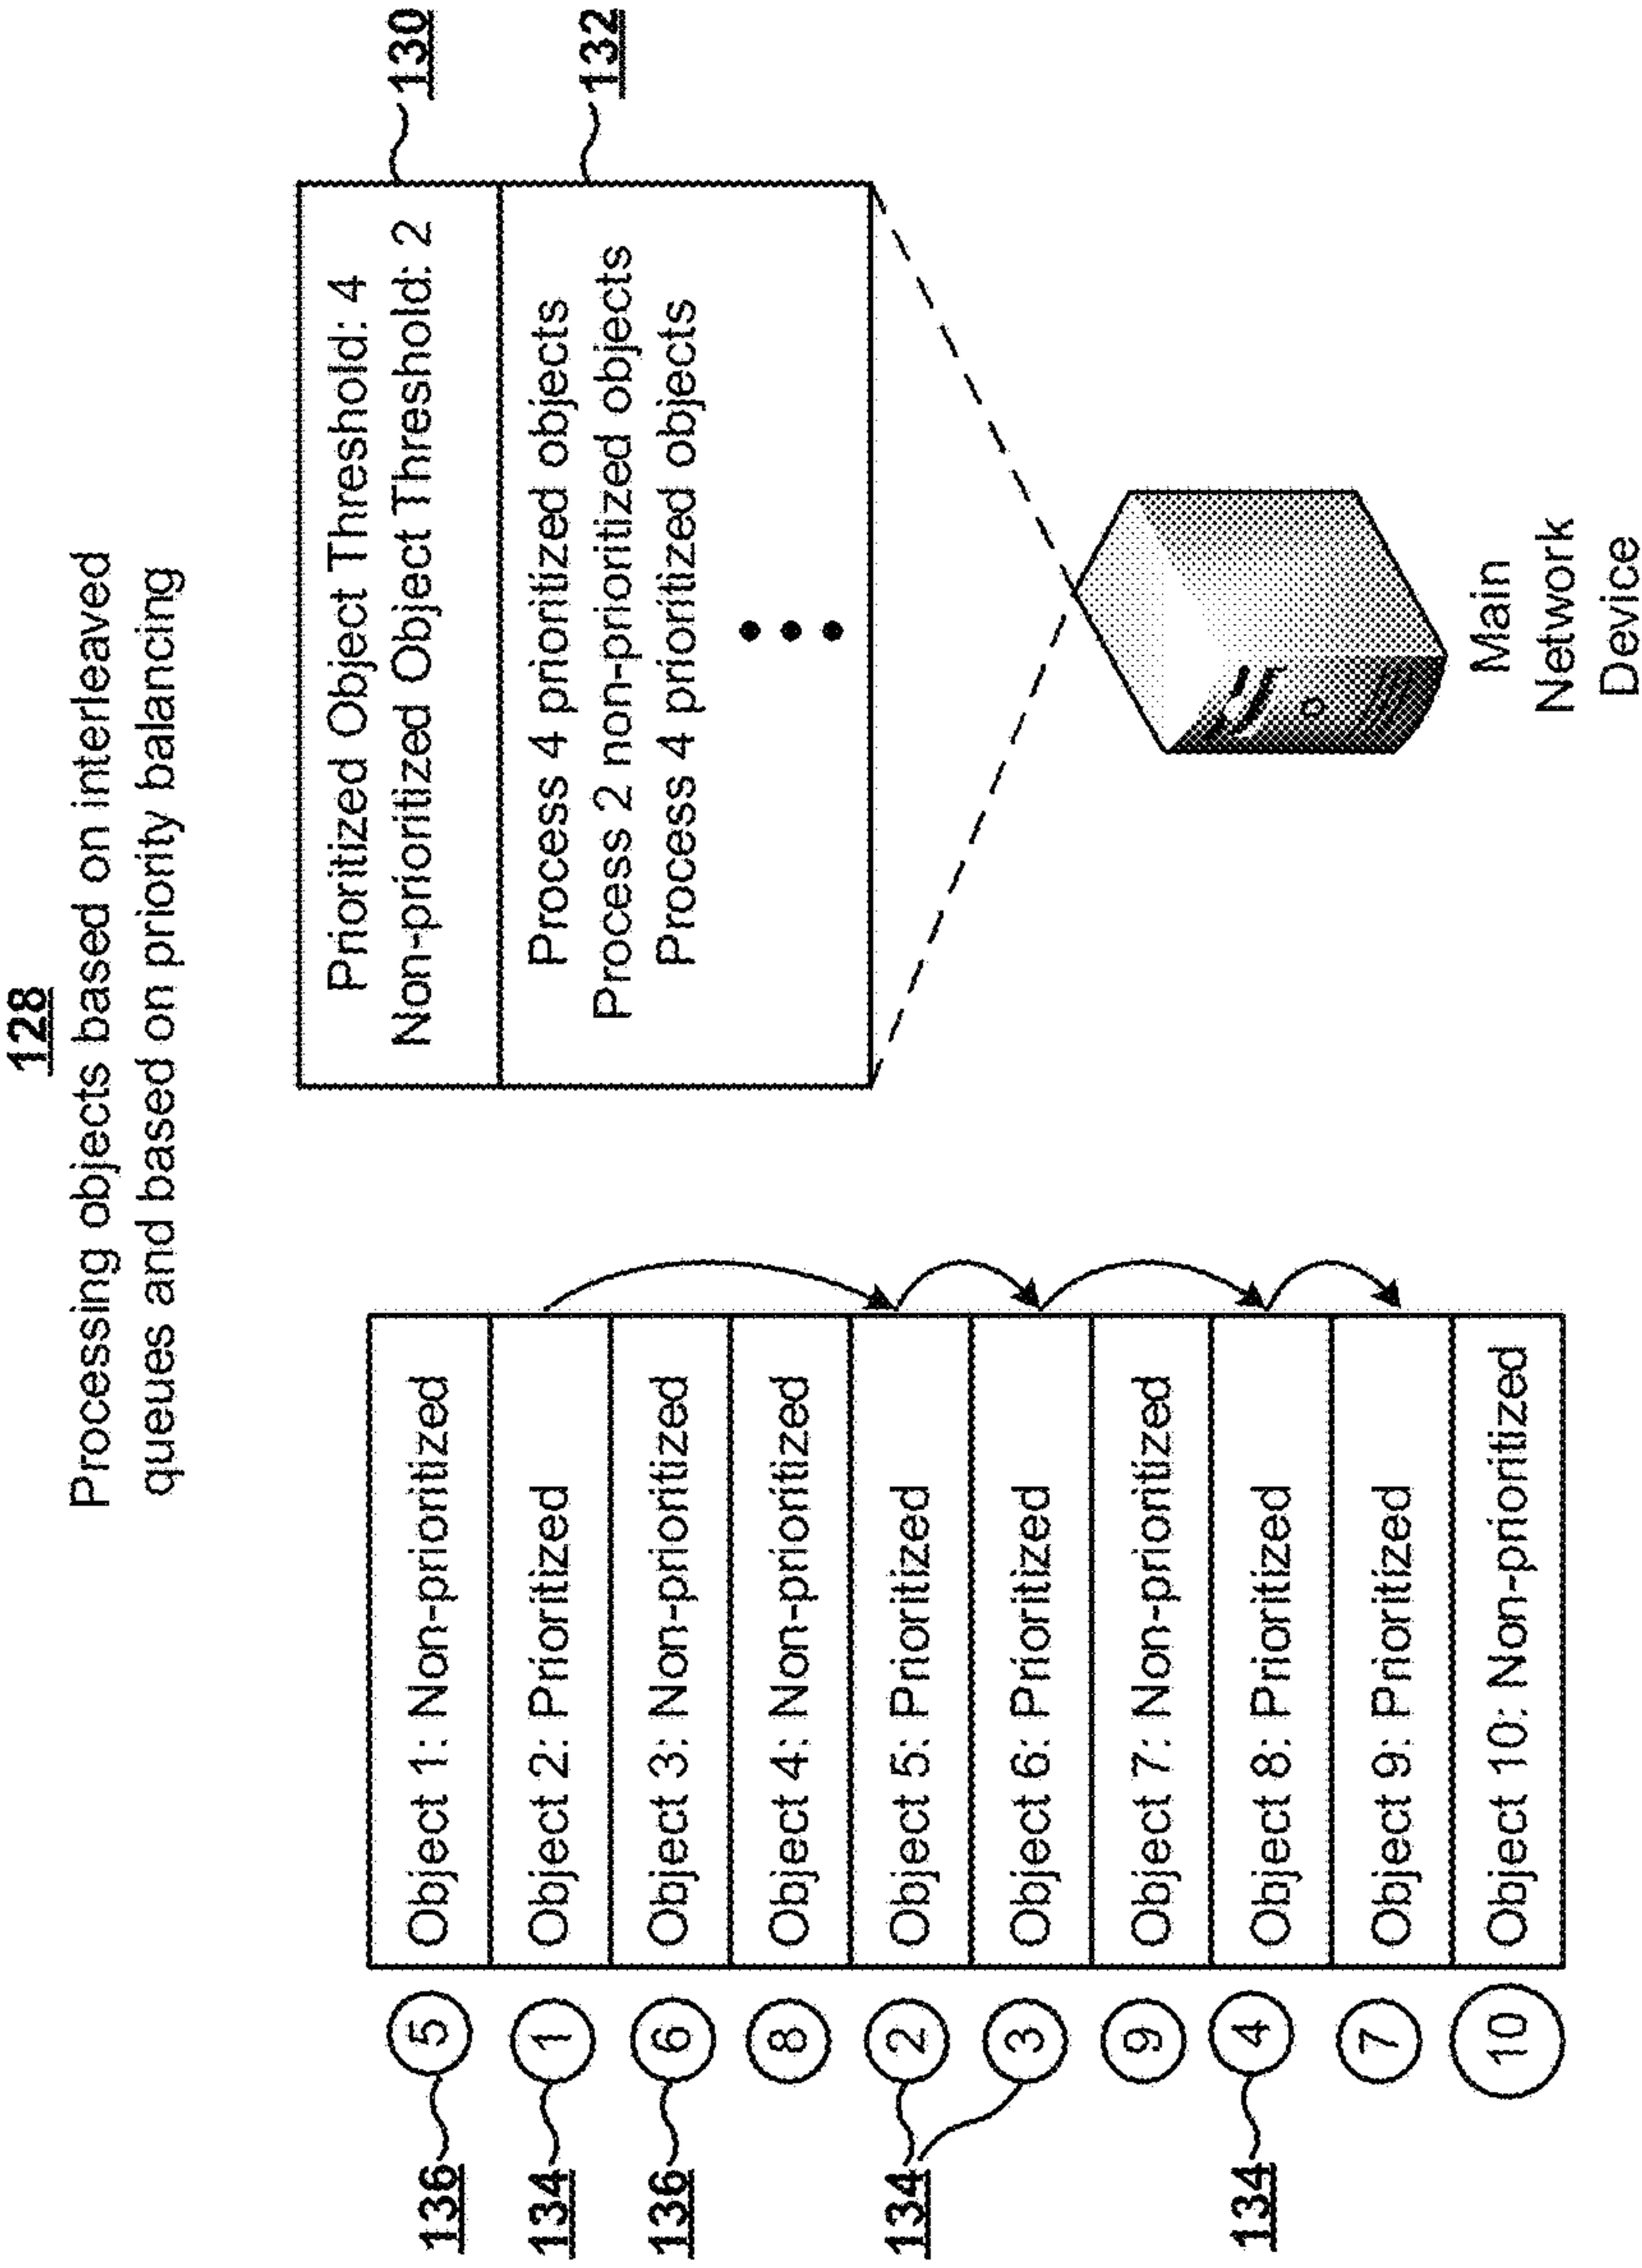 128
Processing objects based on interleaved
queues and based on priority balancing
136 5 Object 1: Non-prioritized
134 1 Object 2: Prioritized
136 6 Object 3: Non-prioritized
8 Object 4: Non-prioritized
134 2 Object 5: Prioritized
3 Object 6: Prioritized
9 Object 7: Non-prioritized
134 4 Object 8: Prioritized
7 Object 9: Prioritized
10 Object 10: Non-prioritized
Prioritized Object Threshold: 4
Non-prioritized Object Threshold: 2
130
Process 4 prioritized objects
Process 2 non-prioritized objects
Process 4 prioritized objects
132
Main
Network
Device